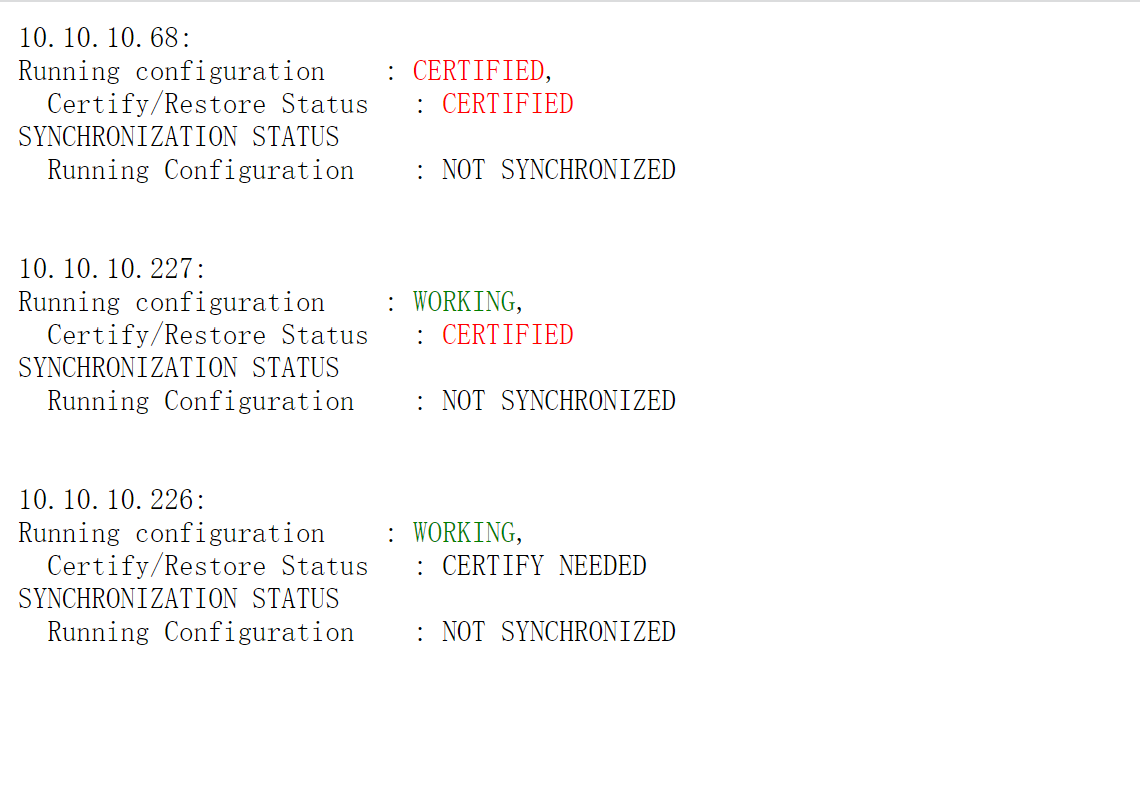 10.10.10.68:
Running configuration    : CERTIFIED,
  Certify/Restore Status   : CERTIFIED
SYNCHRONIZATION STATUS
  Running Configuration    : NOT SYNCHRONIZED
10.10.10.227:
Running configuration    : WORKING,
  Certify/Restore Status   : CERTIFIED
SYNCHRONIZATION STATUS
  Running Configuration    : NOT SYNCHRONIZED
10.10.10.226:
Running configuration    : WORKING,
  Certify/Restore Status   : CERTIFY NEEDED
SYNCHRONIZATION STATUS
  Running Configuration    : NOT SYNCHRONIZED